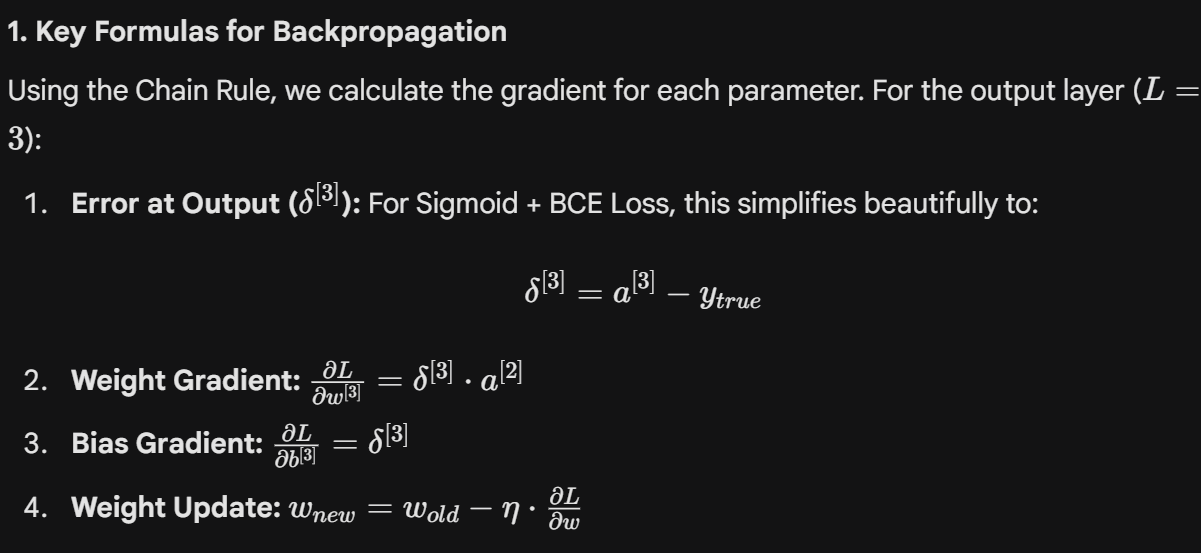 1. Key Formulas for Backpropagation
Using the Chain Rule, we calculate the gradient for each parameter. For the output layer (L =
3):
1. Error at Output (δ^[3]): For Sigmoid + BCE Loss, this simplifies beautifully to:
δ^[3] = a^[3] − y_true
2. Weight Gradient: ∂L/∂w^[3] = δ^[3] · a^[2]
3. Bias Gradient: ∂L/∂b^[3] = δ^[3]
4. Weight Update: w_new = w_old − η · ∂L/∂w